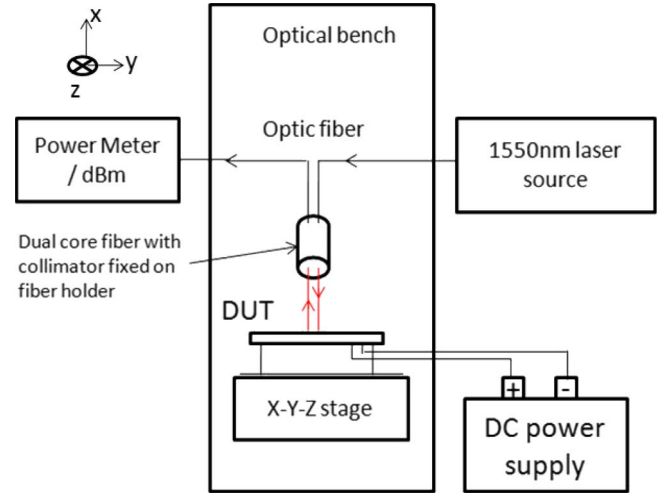 x
y
z
Optical bench
Optic fiber
Power Meter
/ dBm
1550nm laser
source
Dual core fiber with
collimator fixed on
fiber holder
DUT
X-Y-Z stage
+
-
DC power
supply